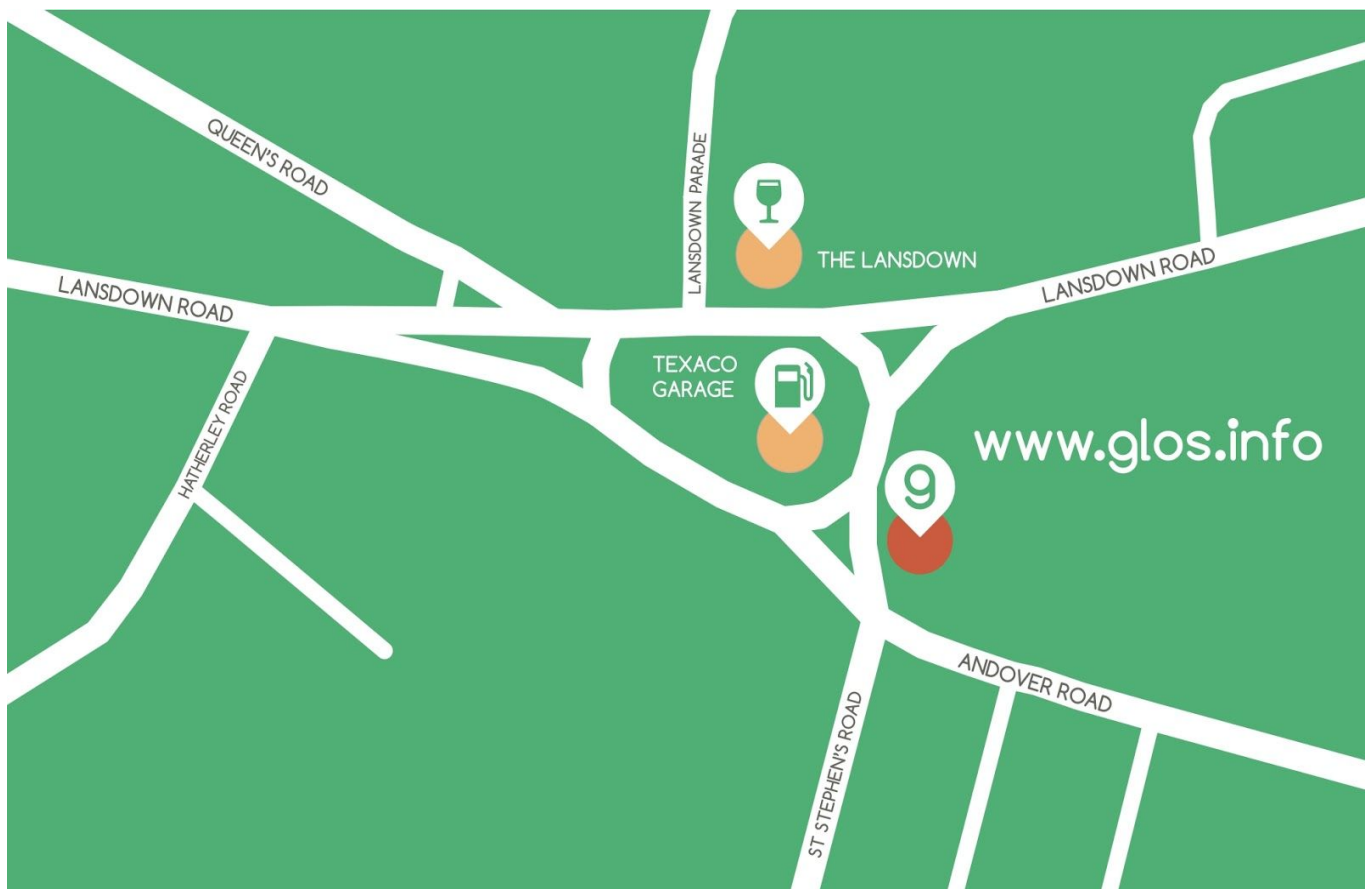 QUEEN'S ROAD
LANSDOWN PARADE
THE LANSDOWN
LANSDOWN ROAD
LANSDOWN ROAD
TEXACO
GARAGE
HATHERLEY ROAD
www.glos.info
g
ANDOVER ROAD
ST STEPHEN'S ROAD